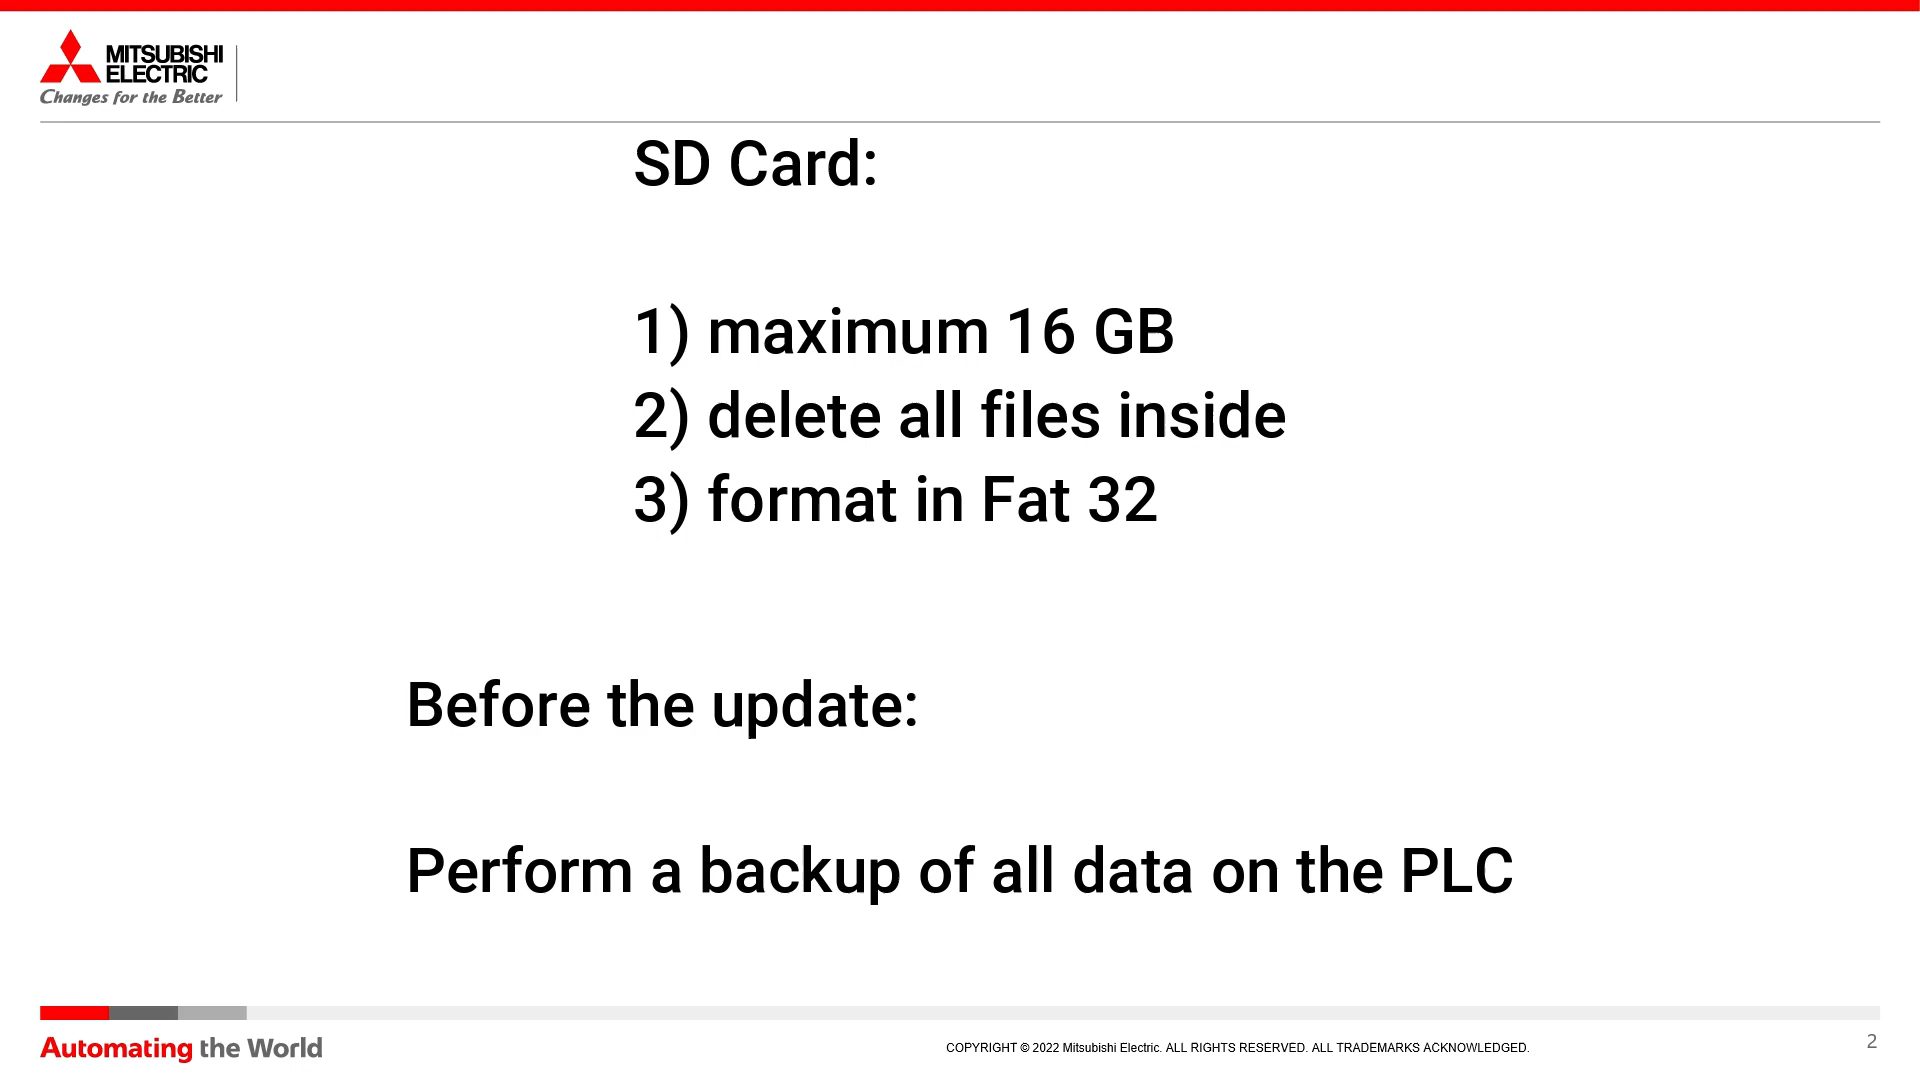 MITSUBISHI
ELECTRIC
Changes for the Better
SD Card:
1) maximum 16 GB
2) delete all files inside
3) format in Fat 32
Before the update:
Perform a backup of all data on the PLC
Automating the World
COPYRIGHT © 2022 Mitsubishi Electric. ALL RIGHTS RESERVED. ALL TRADEMARKS ACKNOWLEDGED.
2